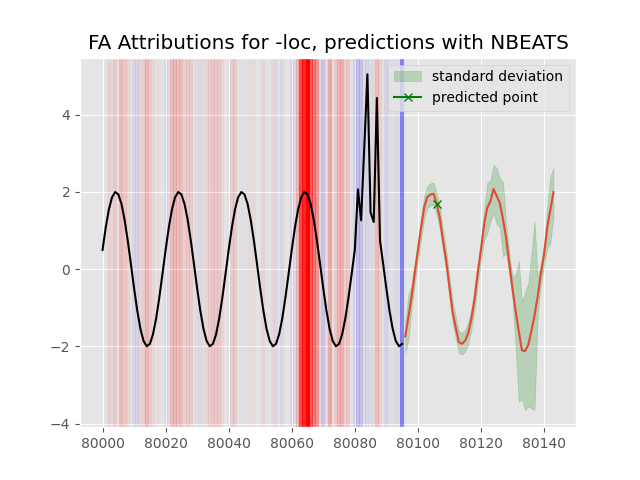 FA Attributions for -loc, predictions with NBEATS
standard deviation
predicted point
4
2
0
−2
−4
80000 80020 80040 80060 80080 80100 80120 80140